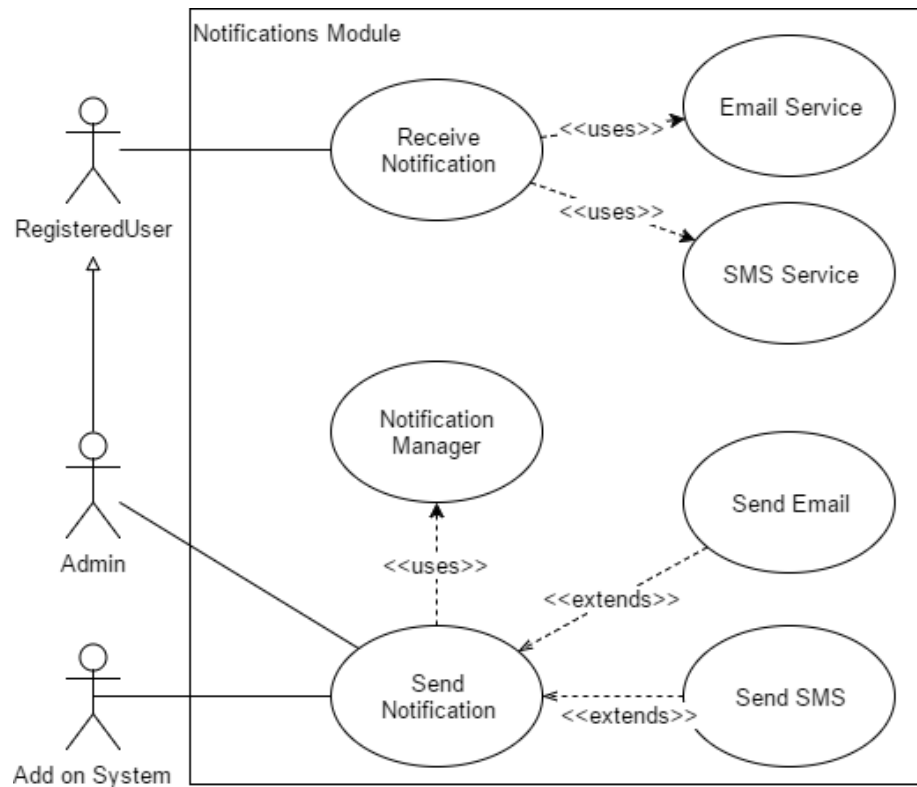 Notifications Module
Email Service
<<uses>>
Receive
Notification
RegisteredUser
<<uses>>
SMS Service
Notification
Manager
Send Email
Admin
<<uses>>
<<extends>>
Send
Notification
Send SMS
<<extends>>
Add on System